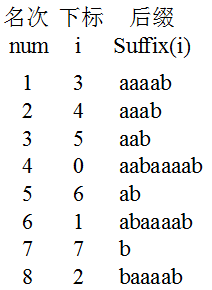 名次 下标 后缀
num i Suffix(i)
1 3 aaaab
2 4 aaab
3 5 aab
4 0 aabaaaab
5 6 ab
6 1 abaaaab
7 7 b
8 2 baaaab